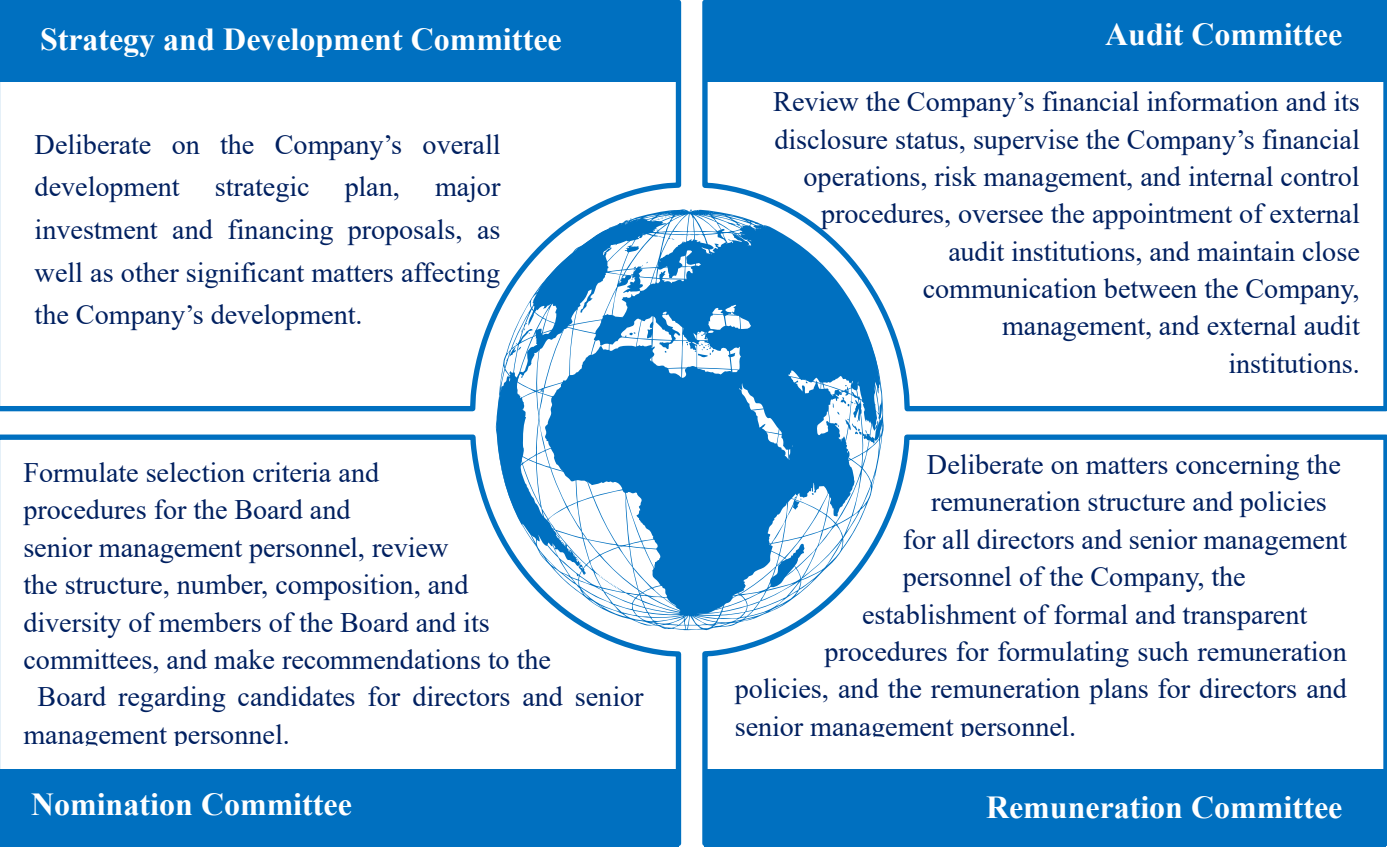 Strategy and Development Committee
Deliberate on the Company’s overall
development strategic plan, major
investment and financing proposals, as
well as other significant matters affecting
the Company’s development.
Audit Committee
Review the Company’s financial information and its
disclosure status, supervise the Company’s financial
operations, risk management, and internal control
procedures, oversee the appointment of external
audit institutions, and maintain close
communication between the Company,
management, and external audit
institutions.
Formulate selection criteria and
procedures for the Board and
senior management personnel, review
the structure, number, composition, and
diversity of members of the Board and its
committees, and make recommendations to the
Board regarding candidates for directors and senior
management personnel.
Nomination Committee
Deliberate on matters concerning the
remuneration structure and policies
for all directors and senior management
personnel of the Company, the
establishment of formal and transparent
procedures for formulating such remuneration
policies, and the remuneration plans for directors and
senior management personnel.
Remuneration Committee